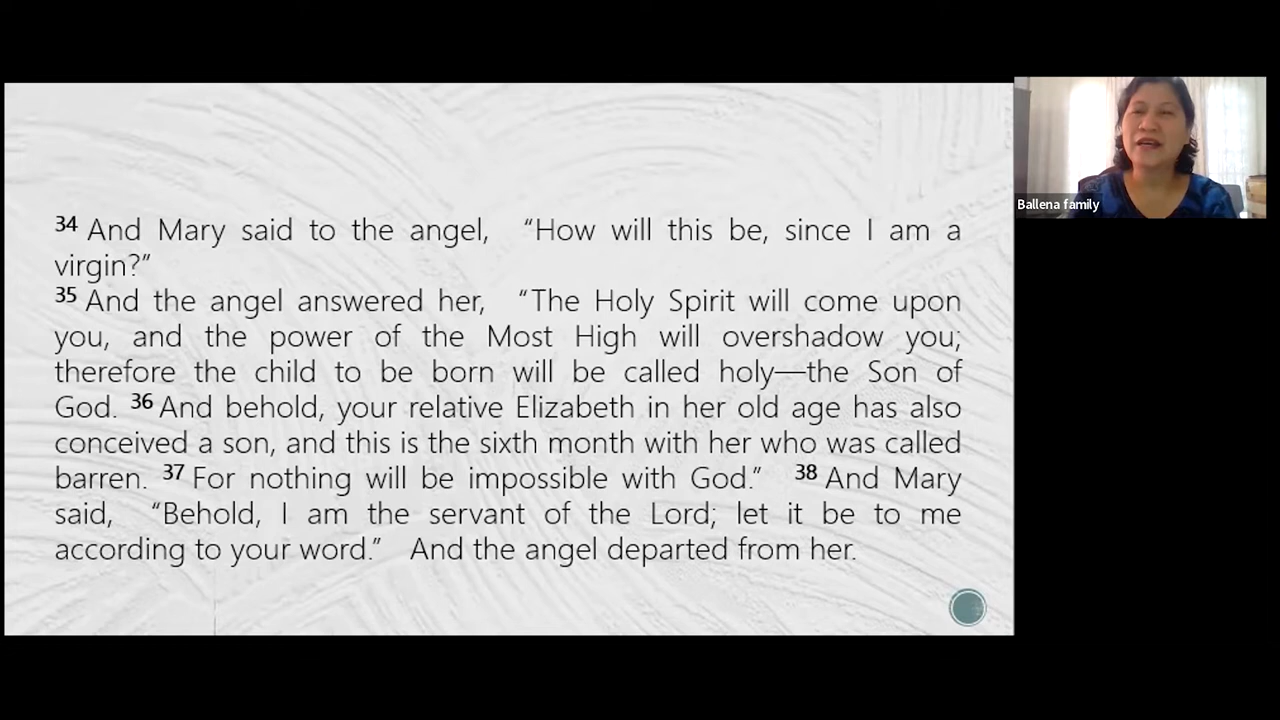 34 And Mary said to the angel, “How will this be, since I am a
virgin?”
35 And the angel answered her, “The Holy Spirit will come upon
you, and the power of the Most High will overshadow you;
therefore the child to be born will be called holy—the Son of
God. 36 And behold, your relative Elizabeth in her old age has also
conceived a son, and this is the sixth month with her who was called
barren. 37 For nothing will be impossible with God.” 38 And Mary
said, “Behold, I am the servant of the Lord; let it be to me
according to your word.” And the angel departed from her.
Ballena family